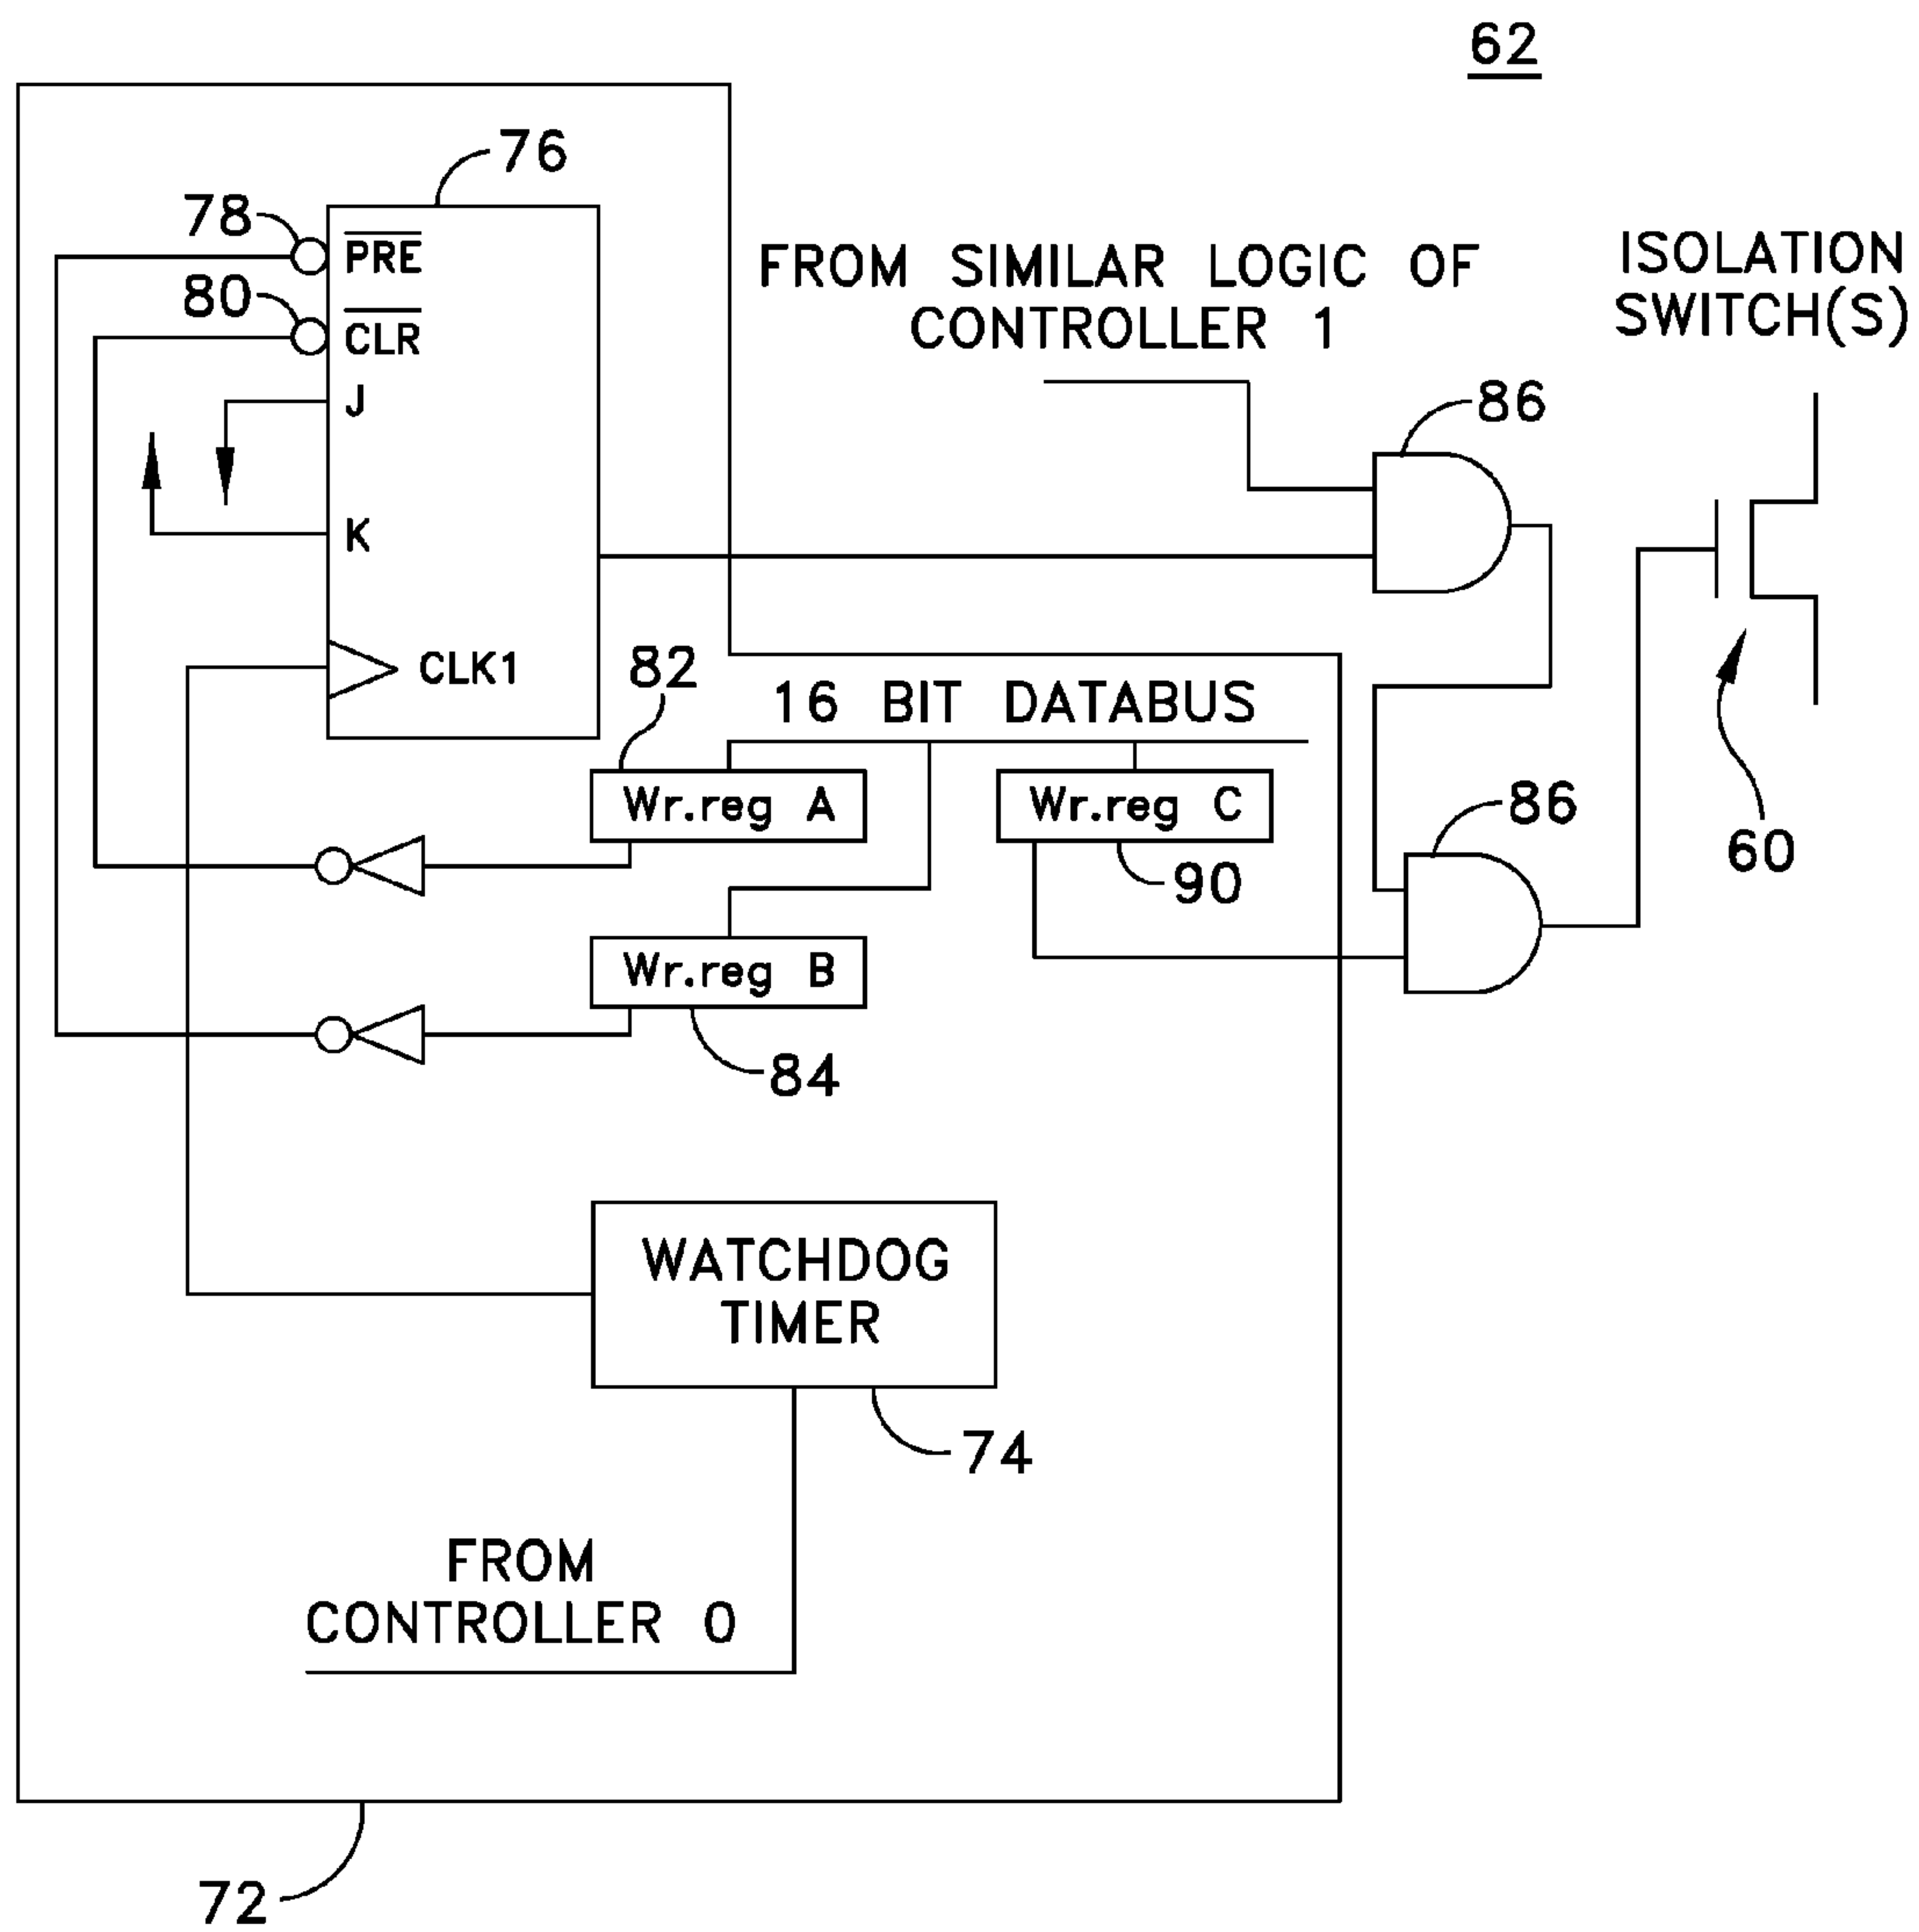 62
76
78
PRE
80
CLR
FROM SIMILAR LOGIC OF
CONTROLLER 1
ISOLATION
SWITCH(S)
J
86
K
CLK1
82
16 BIT DATABUS
Wr.reg A
Wr.reg C
86
60
90
Wr.reg B
84
WATCHDOG
TIMER
74
FROM
CONTROLLER 0
72